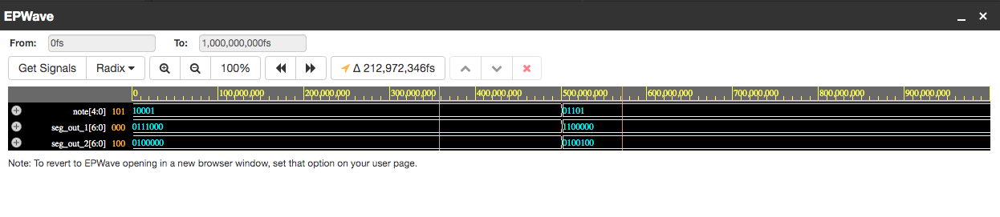 EPWave _ ×
From: 0fs To: 1,000,000,000fs
Get Signals Radix 100% Δ 212,972,346fs
0 100,000,000 200,000,000 300,000,000 400,000,000 500,000,000 600,000,000 700,000,000 800,000,000 900,000,000
note[4:0] 101 10001 01101
seg_out_1[6:0] 000 0111000 1100000
seg_out_2[6:0] 100 0100000 0100100
Note: To revert to EPWave opening in a new browser window, set that option on your user page.